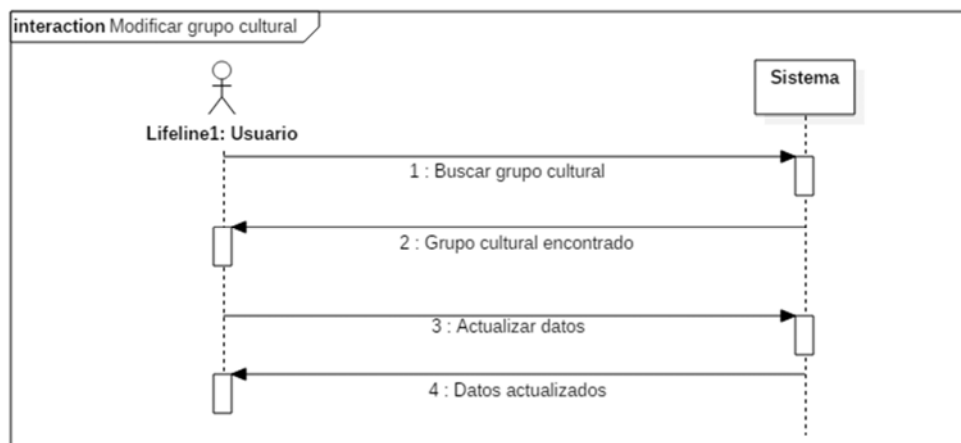 interaction Modificar grupo cultural
Sistema
Lifeline1: Usuario
1 : Buscar grupo cultural
2 : Grupo cultural encontrado
3 : Actualizar datos
4 : Datos actualizados